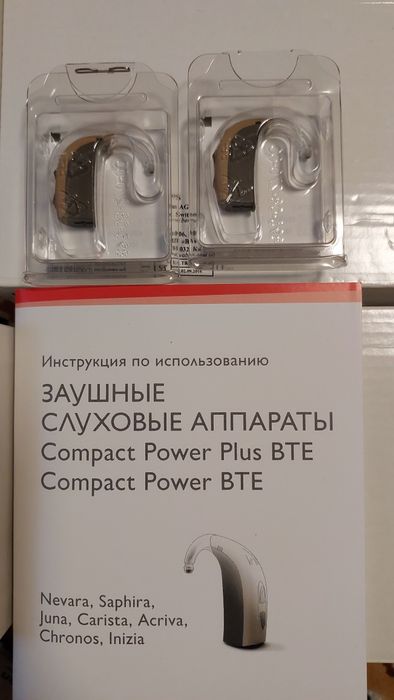 Инструкция по использованию
ЗАУШНЫЕ
СЛУХОВЫЕ АППАРАТЫ
Compact Power Plus BTE
Compact Power BTE
Nevara, Saphira,
Juna, Carista, Acriva,
Chronos, Inizia